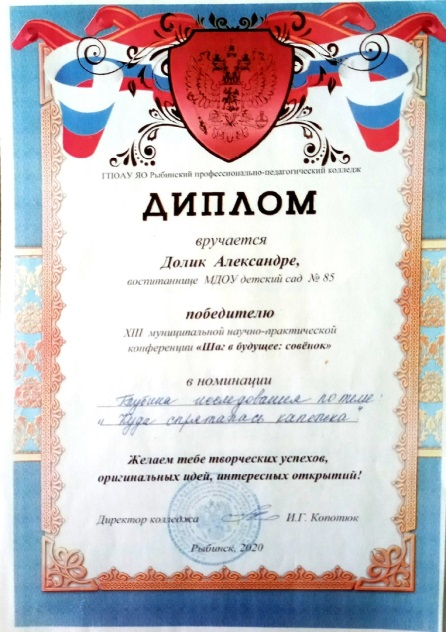 ГПОАУ ЯО Рыбинский профессионально-педагогический колледж
ДИПЛОМ
вручается
Долик Александре,
воспитаннице МДОУ детский сад № 85
победителю
XIII муниципальной научно-практической
конференции «Шаг в будущее: совёнок»
в номинации
Глубина исследования по теме:
"Куда спряталась капелька"
Желаем тебе творческих успехов,
оригинальных идей, интересных открытий!
Директор колледжа И.Г. Копотюк
Рыбинск, 2020